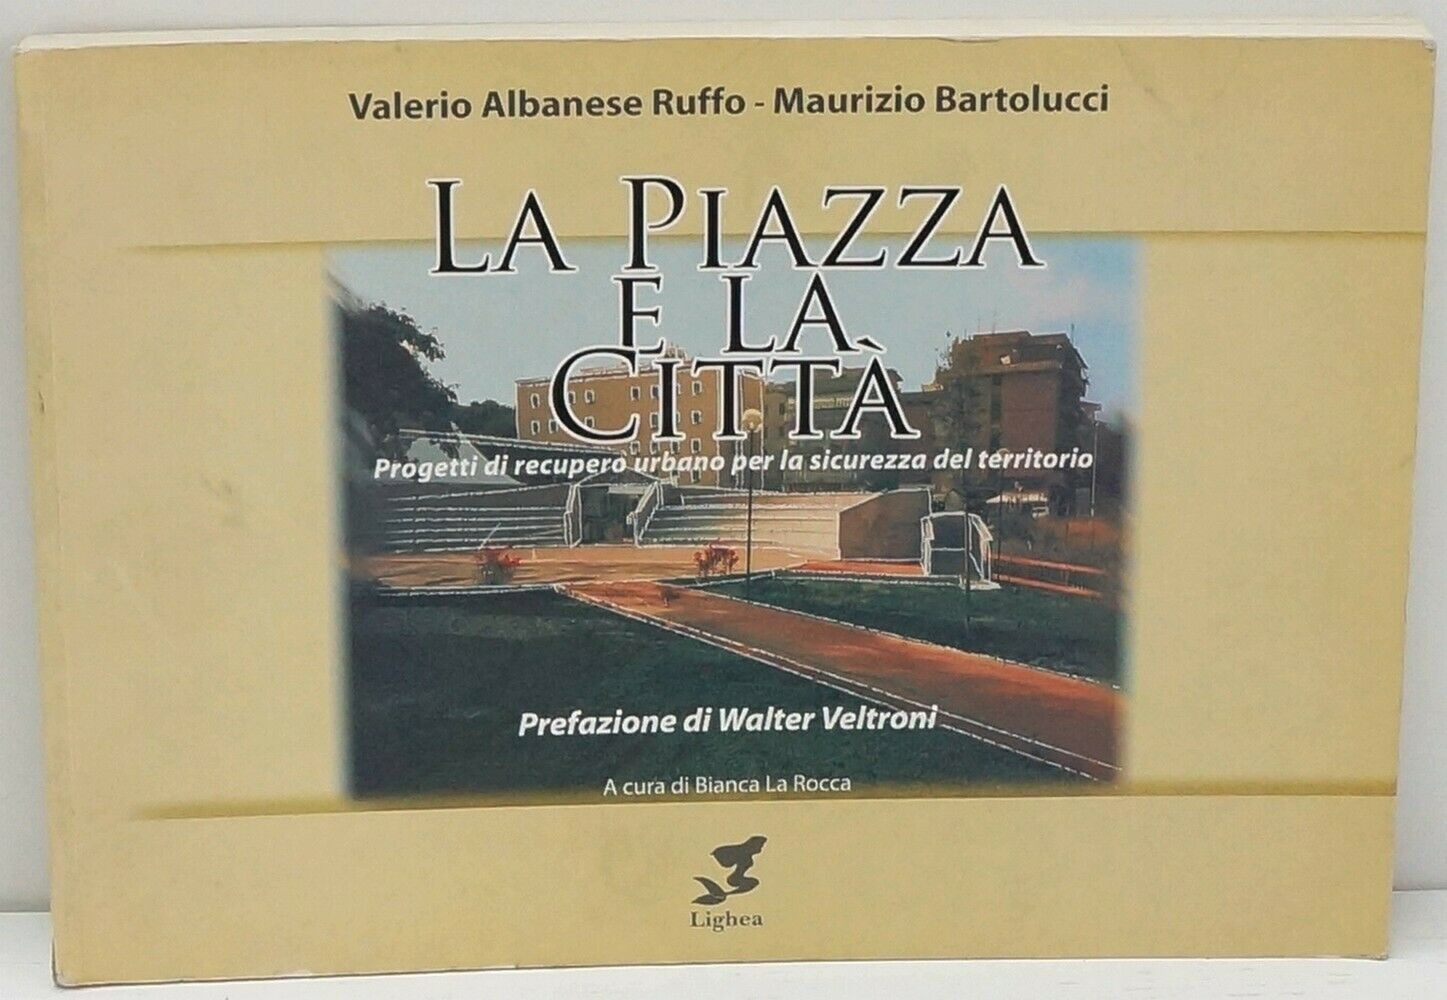 Valerio Albanese Ruffo - Maurizio Bartolucci
LA PIAZZA
E LA
CITTÀ
Progetti di recupero urbano per la sicurezza del territorio
Prefazione di Walter Veltroni
A cura di Bianca La Rocca
Lighea